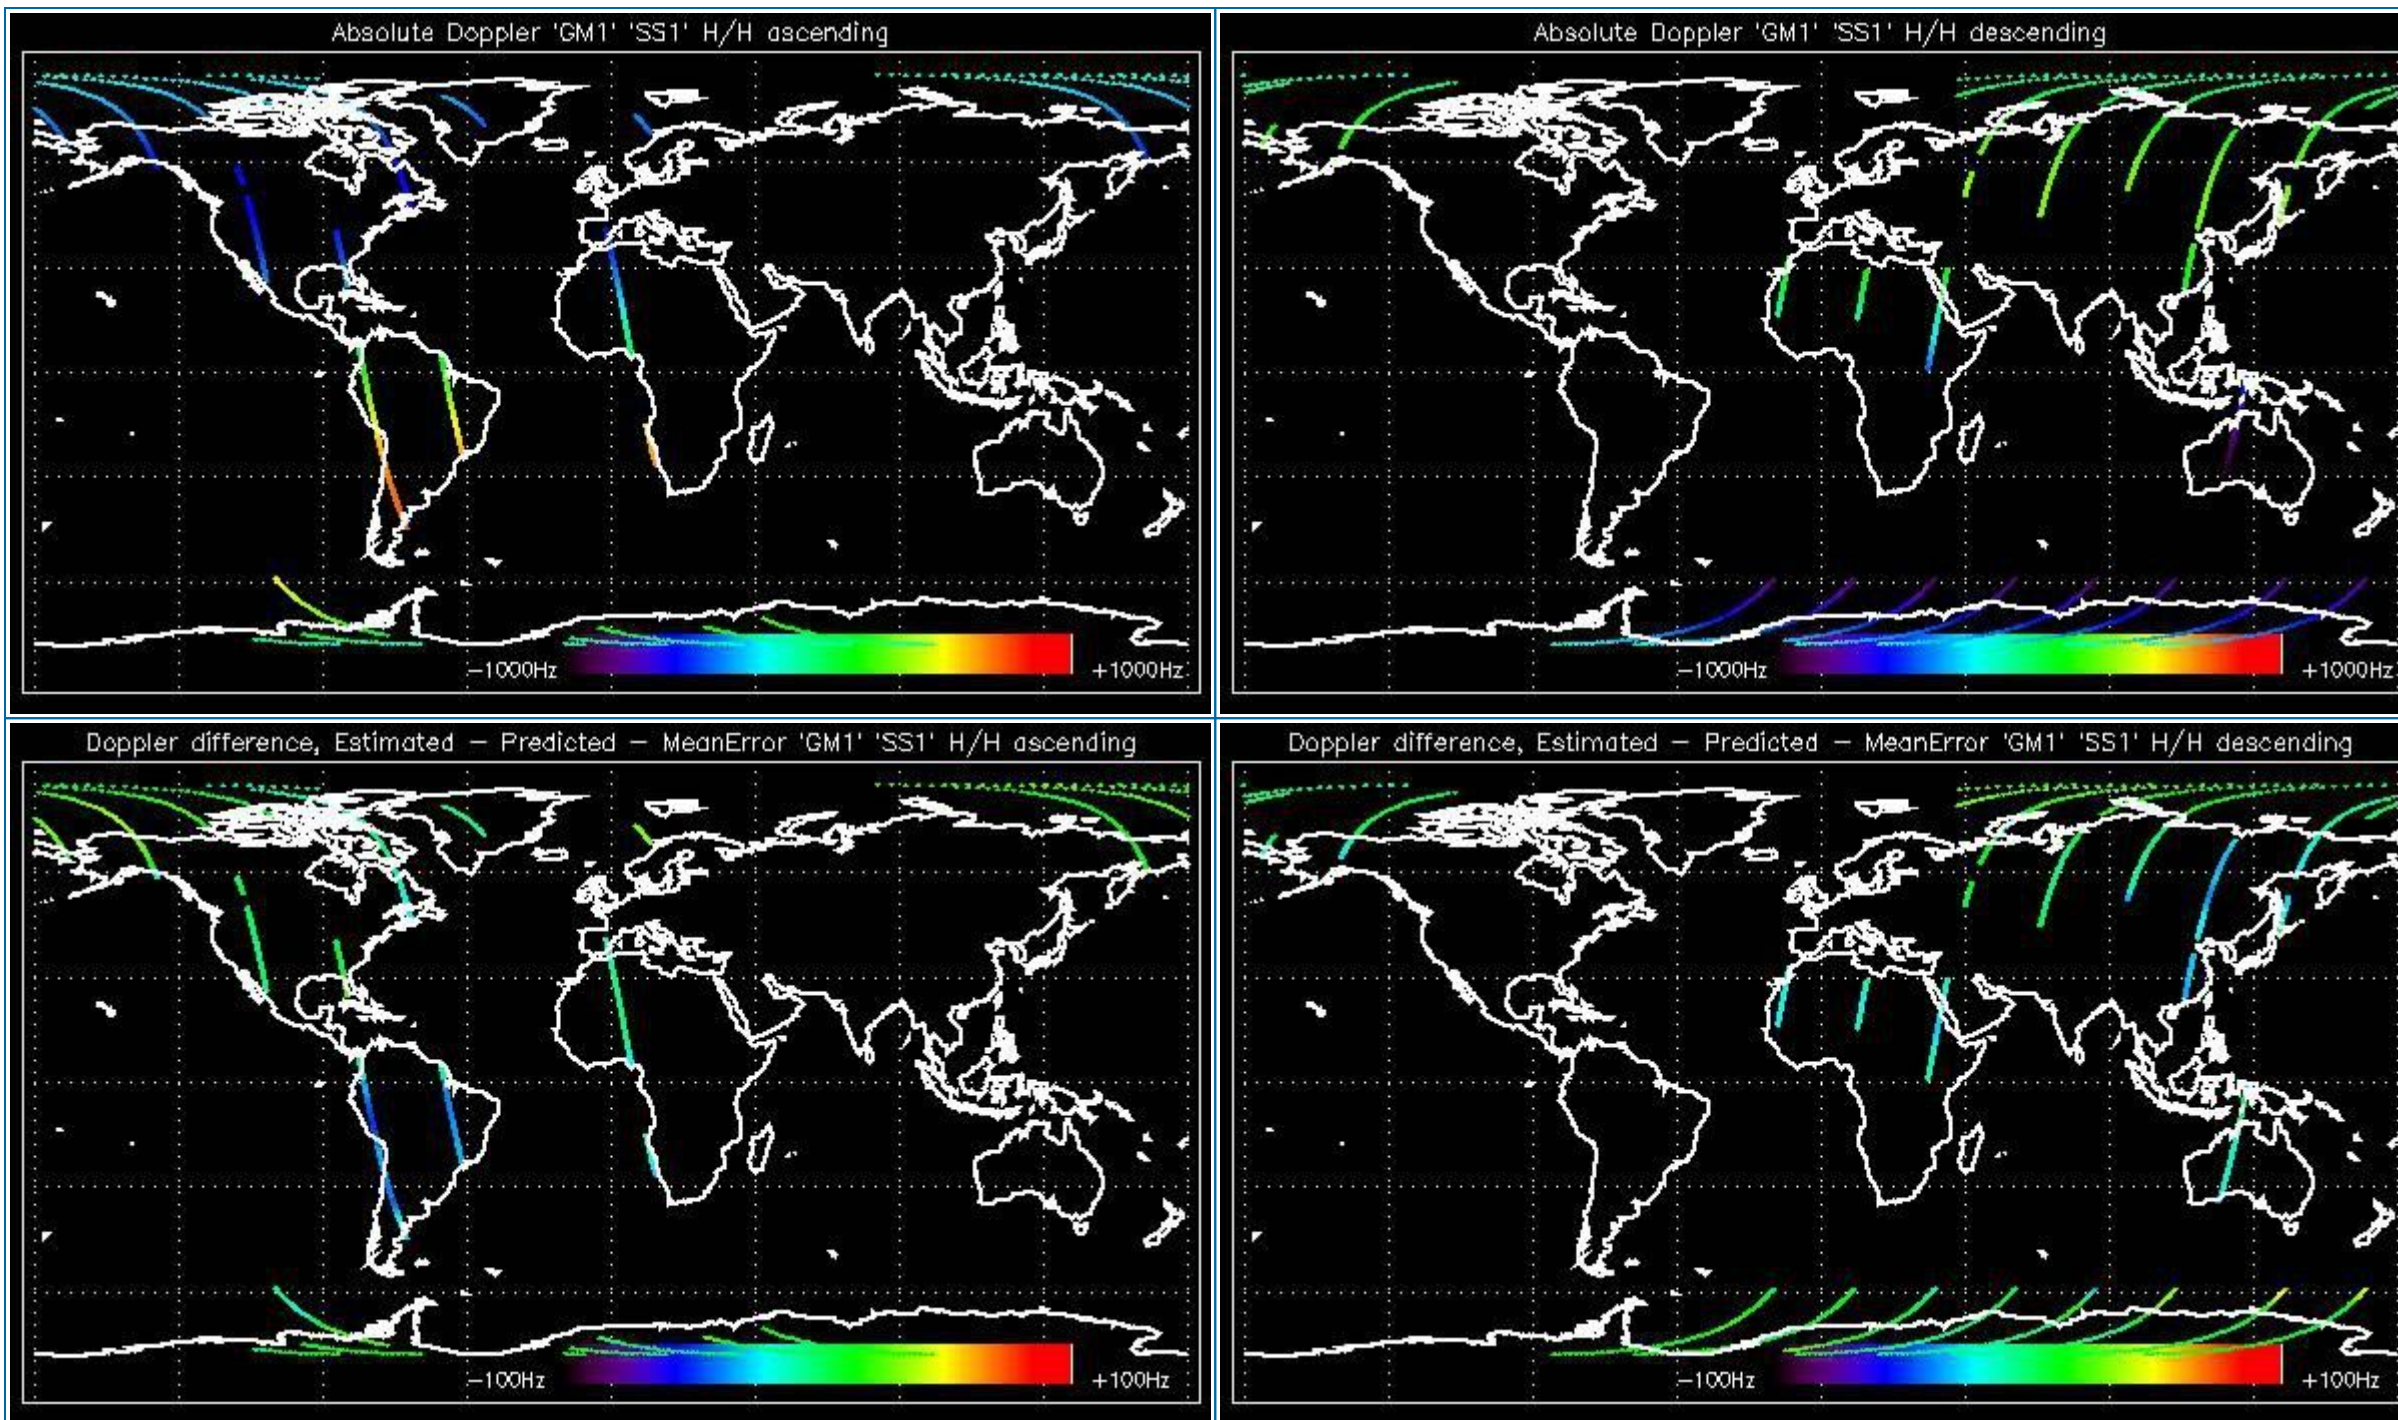 Absolute Doppler 'GM1' 'SS1' H/H ascending
-1000Hz
+1000Hz
Absolute Doppler 'GM1' 'SS1' H/H descending
-1000Hz
+1000Hz
Doppler difference, Estimated - Predicted - MeanError 'GM1' 'SS1' H/H ascending
-100Hz
+100Hz
Doppler difference, Estimated - Predicted - MeanError 'GM1' 'SS1' H/H descending
-100Hz
+100Hz